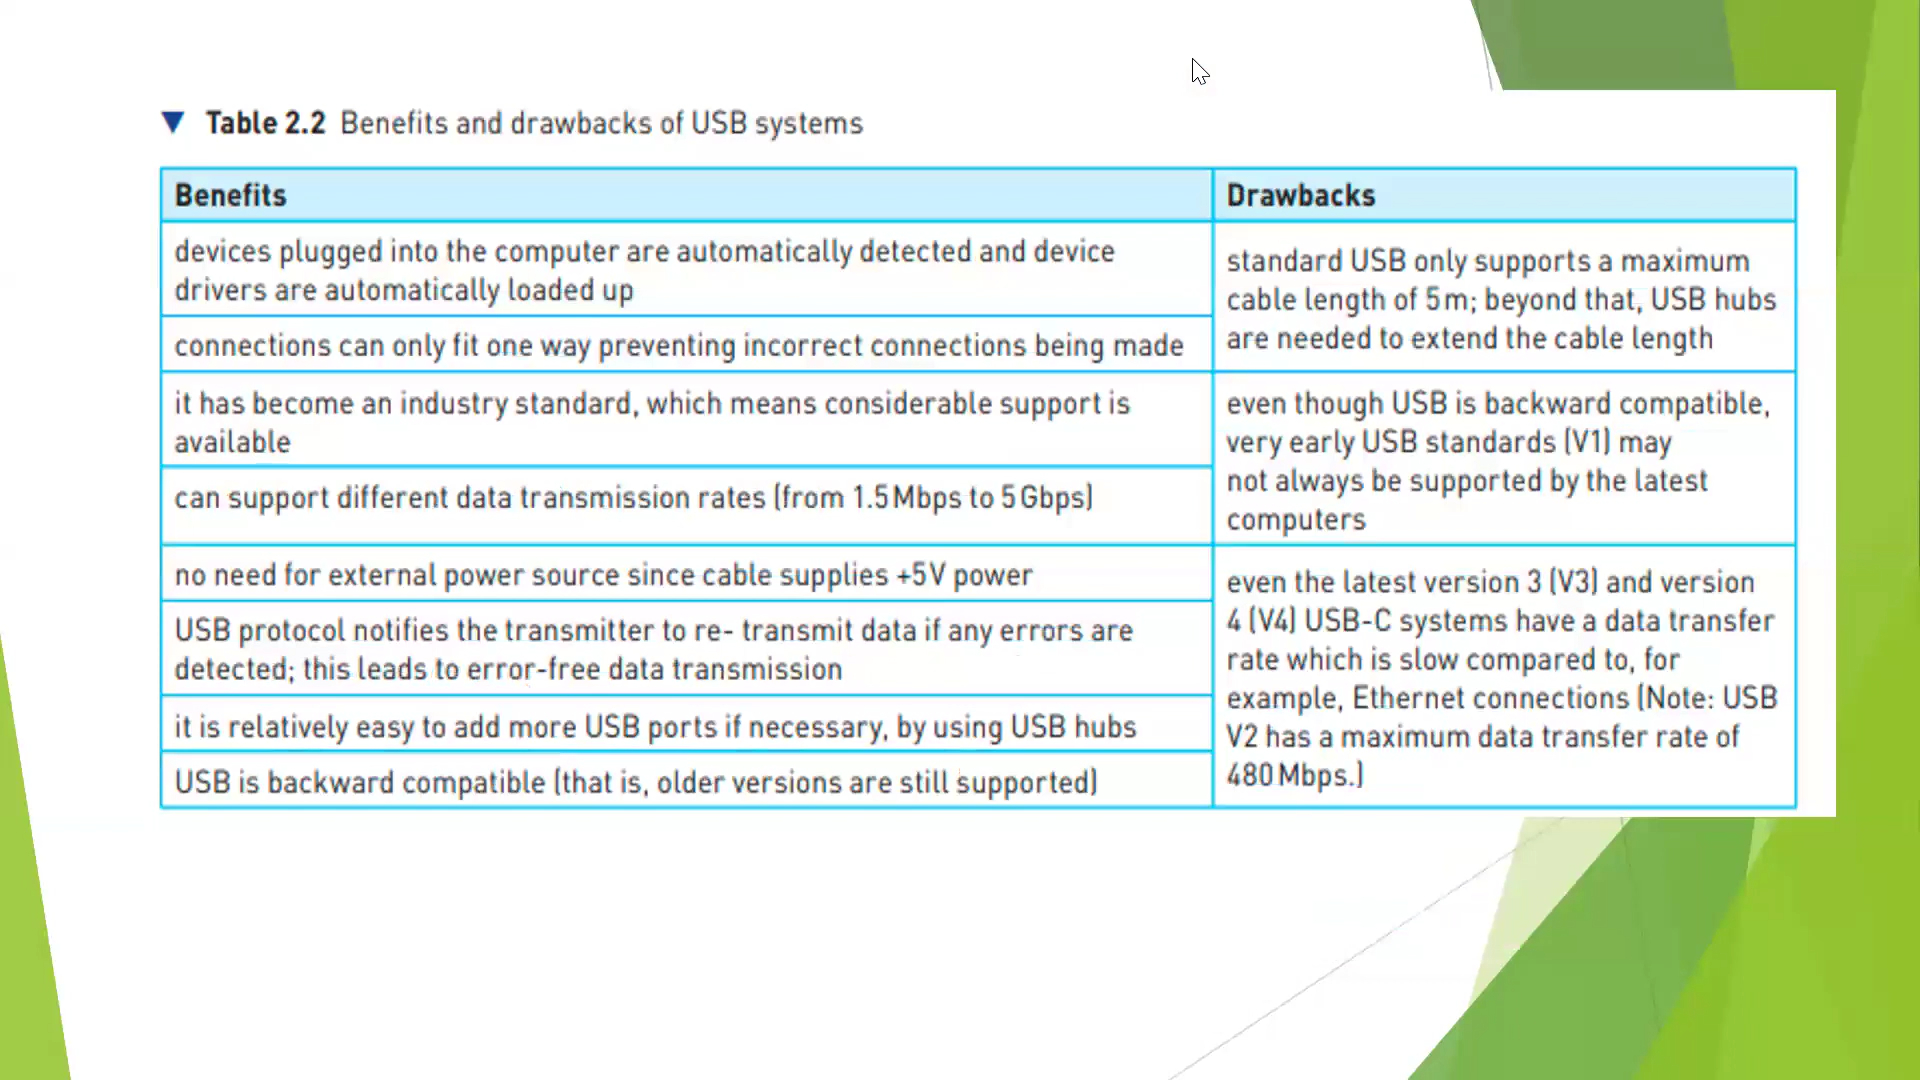 ▼ Table 2.2 Benefits and drawbacks of USB systems
Benefits
devices plugged into the computer are automatically detected and device
drivers are automatically loaded up
connections can only fit one way preventing incorrect connections being made
it has become an industry standard, which means considerable support is
available
can support different data transmission rates (from 1.5 Mbps to 5 Gbps)
no need for external power source since cable supplies +5 V power
USB protocol notifies the transmitter to re- transmit data if any errors are
detected; this leads to error-free data transmission
it is relatively easy to add more USB ports if necessary, by using USB hubs
USB is backward compatible (that is, older versions are still supported)
Drawbacks
standard USB only supports a maximum
cable length of 5 m; beyond that, USB hubs
are needed to extend the cable length
even though USB is backward compatible,
very early USB standards (V1) may
not always be supported by the latest
computers
even the latest version 3 (V3) and version
4 (V4) USB-C systems have a data transfer
rate which is slow compared to, for
example, Ethernet connections (Note: USB
V2 has a maximum data transfer rate of
480 Mbps.)